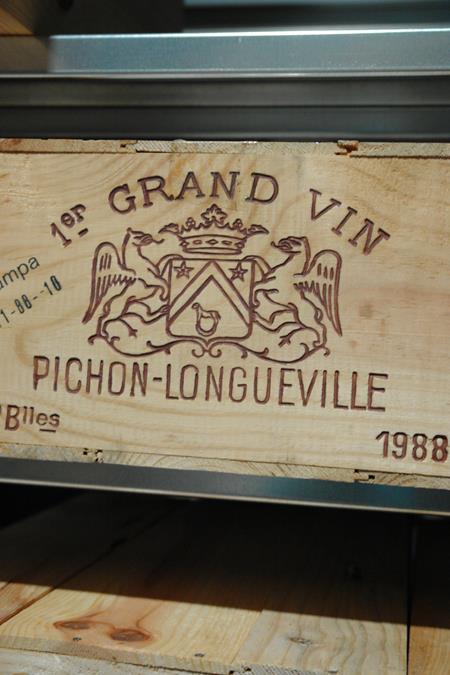 1er GRAND VIN
PICHON-LONGUEVILLE
Blles
1988